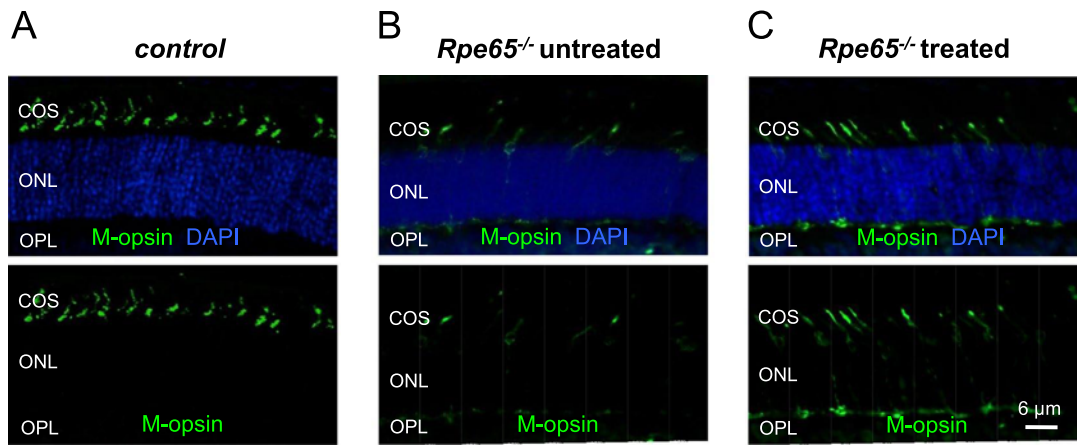 A
control
COS
ONL
OPL
M-opsin DAPI
COS
ONL
OPL
M-opsin
B
Rpe65-/- untreated
COS
ONL
OPL
M-opsin DAPI
COS
ONL
OPL
M-opsin
C
Rpe65-/- treated
COS
ONL
OPL
M-opsin DAPI
COS
ONL
OPL
M-opsin
6 µm